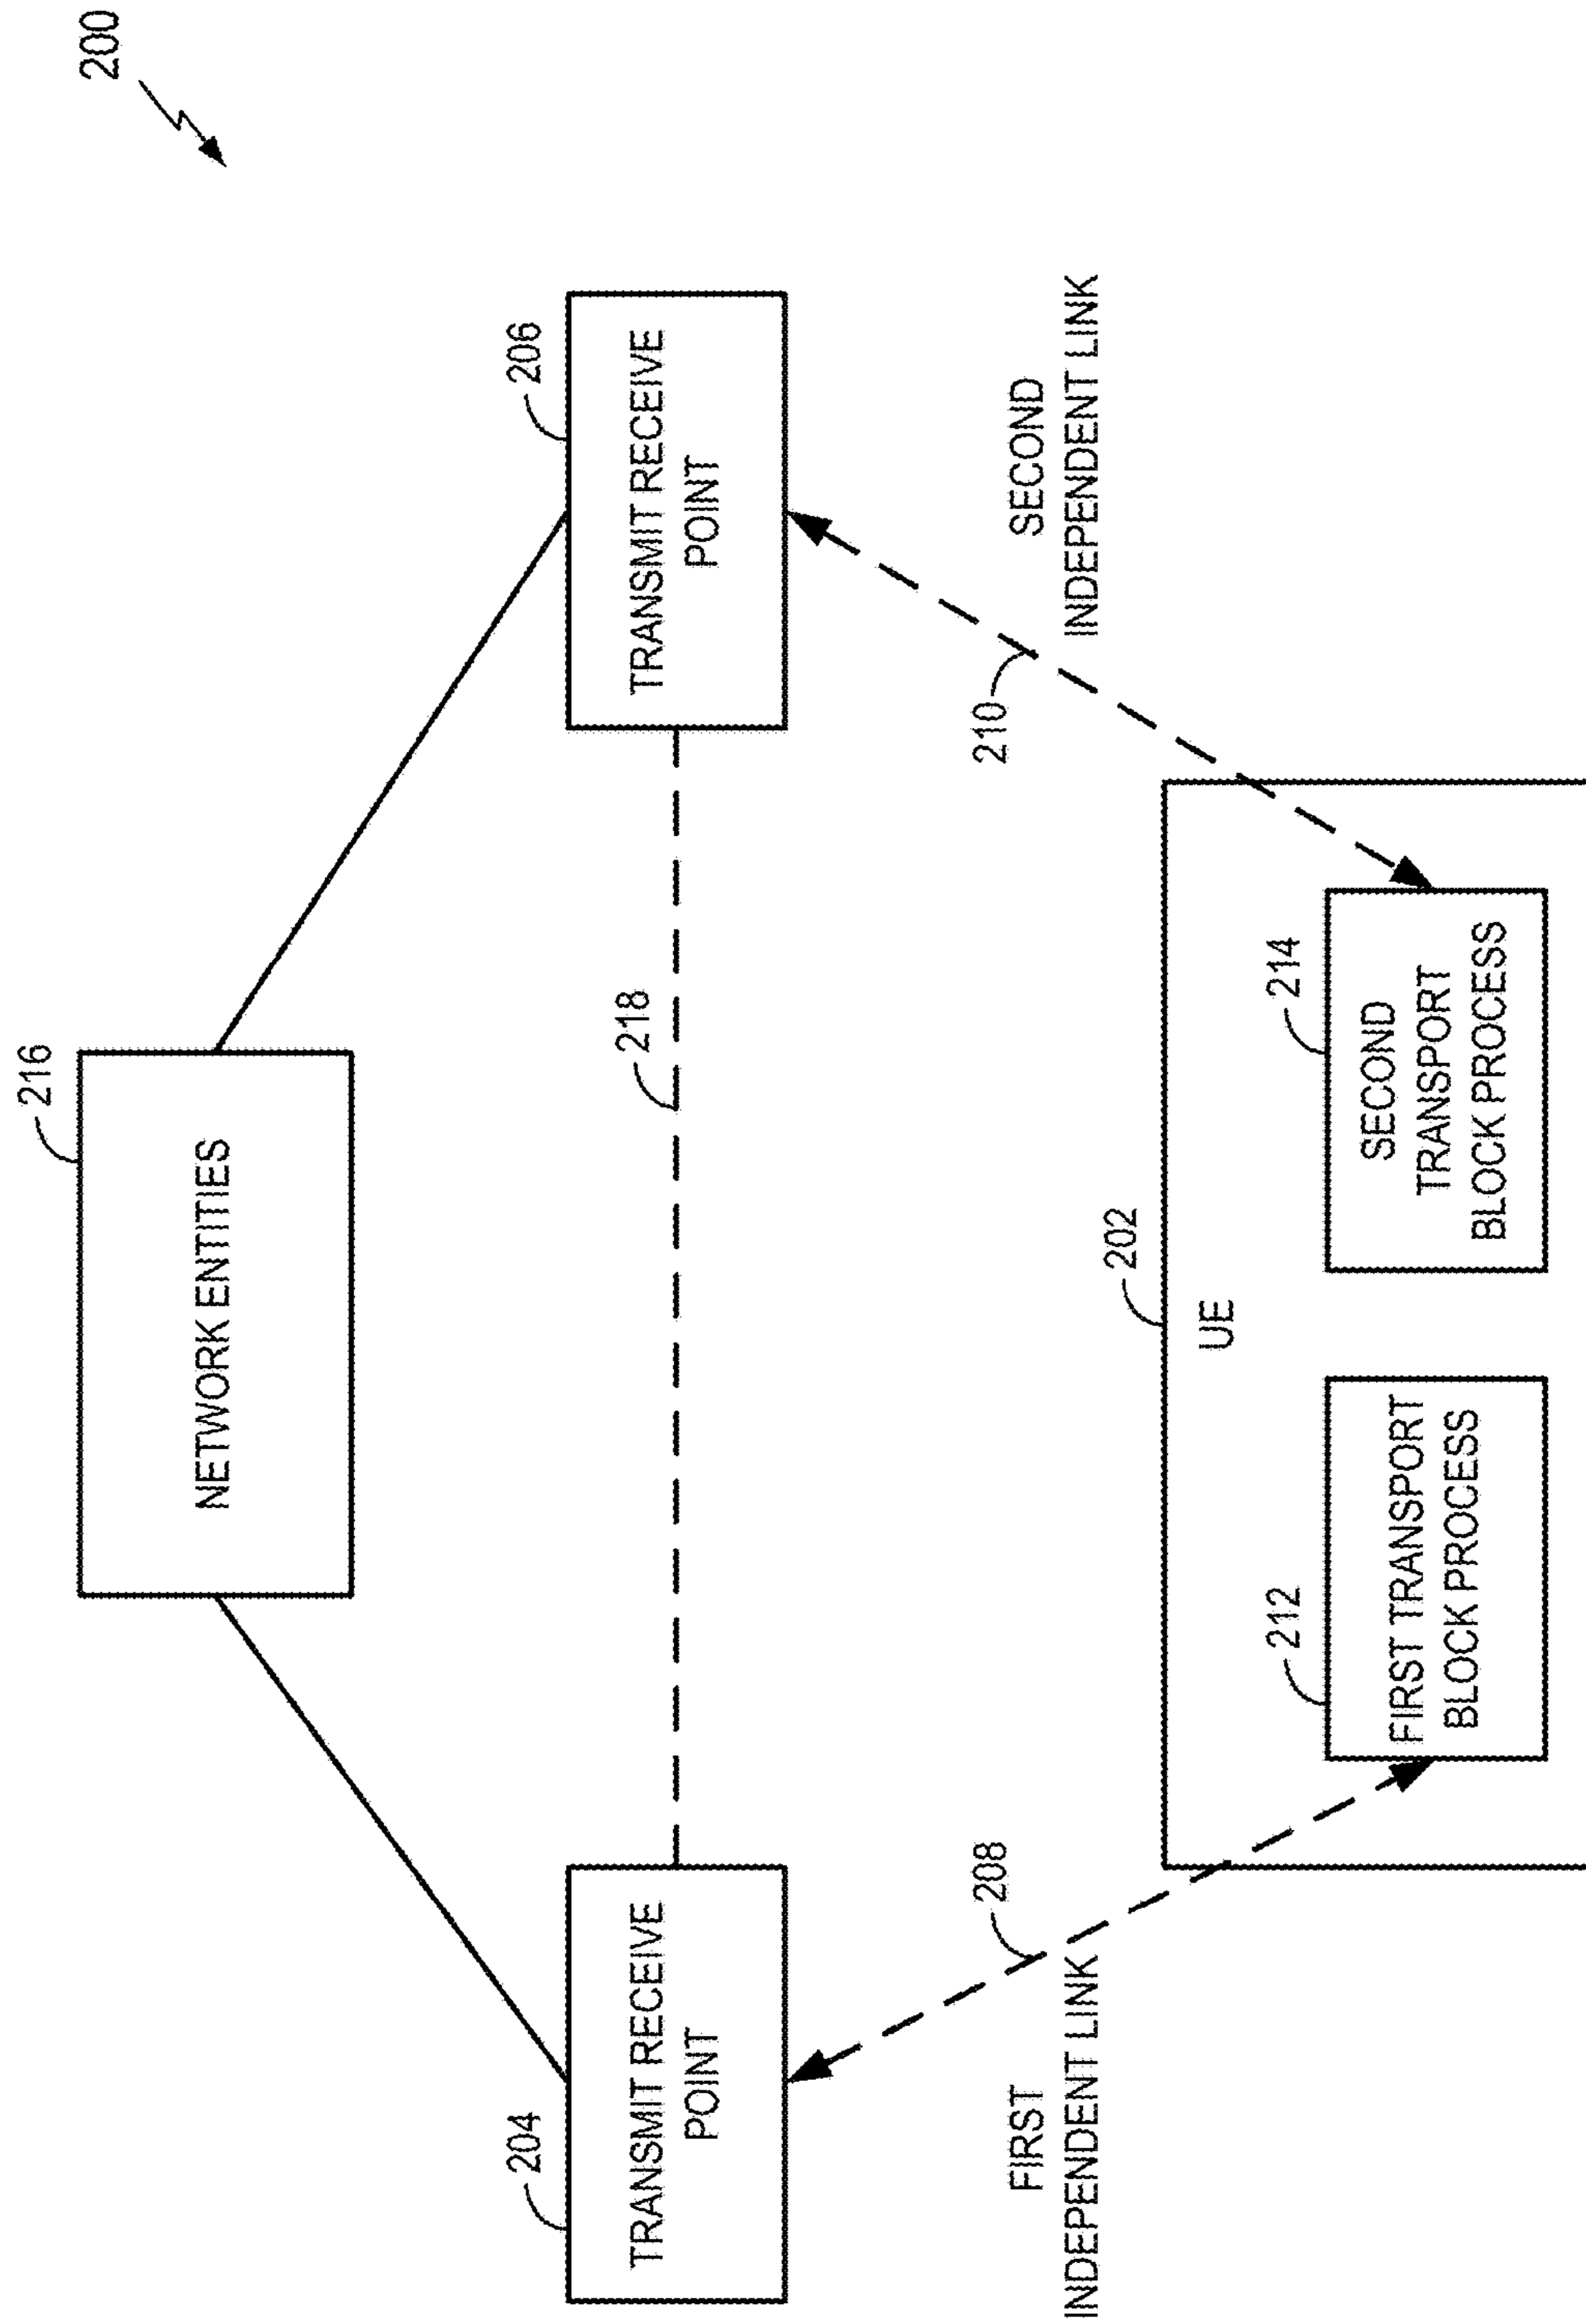 200
216
NETWORK ENTITIES
204
TRANSMIT RECEIVE
POINT
206
TRANSMIT RECEIVE
POINT
218
FIRST
INDEPENDENT LINK
208
210
SECOND
INDEPENDENT LINK
202
UE
212
FIRST TRANSPORT
BLOCK PROCESS
214
SECOND
TRANSPORT
BLOCK PROCESS